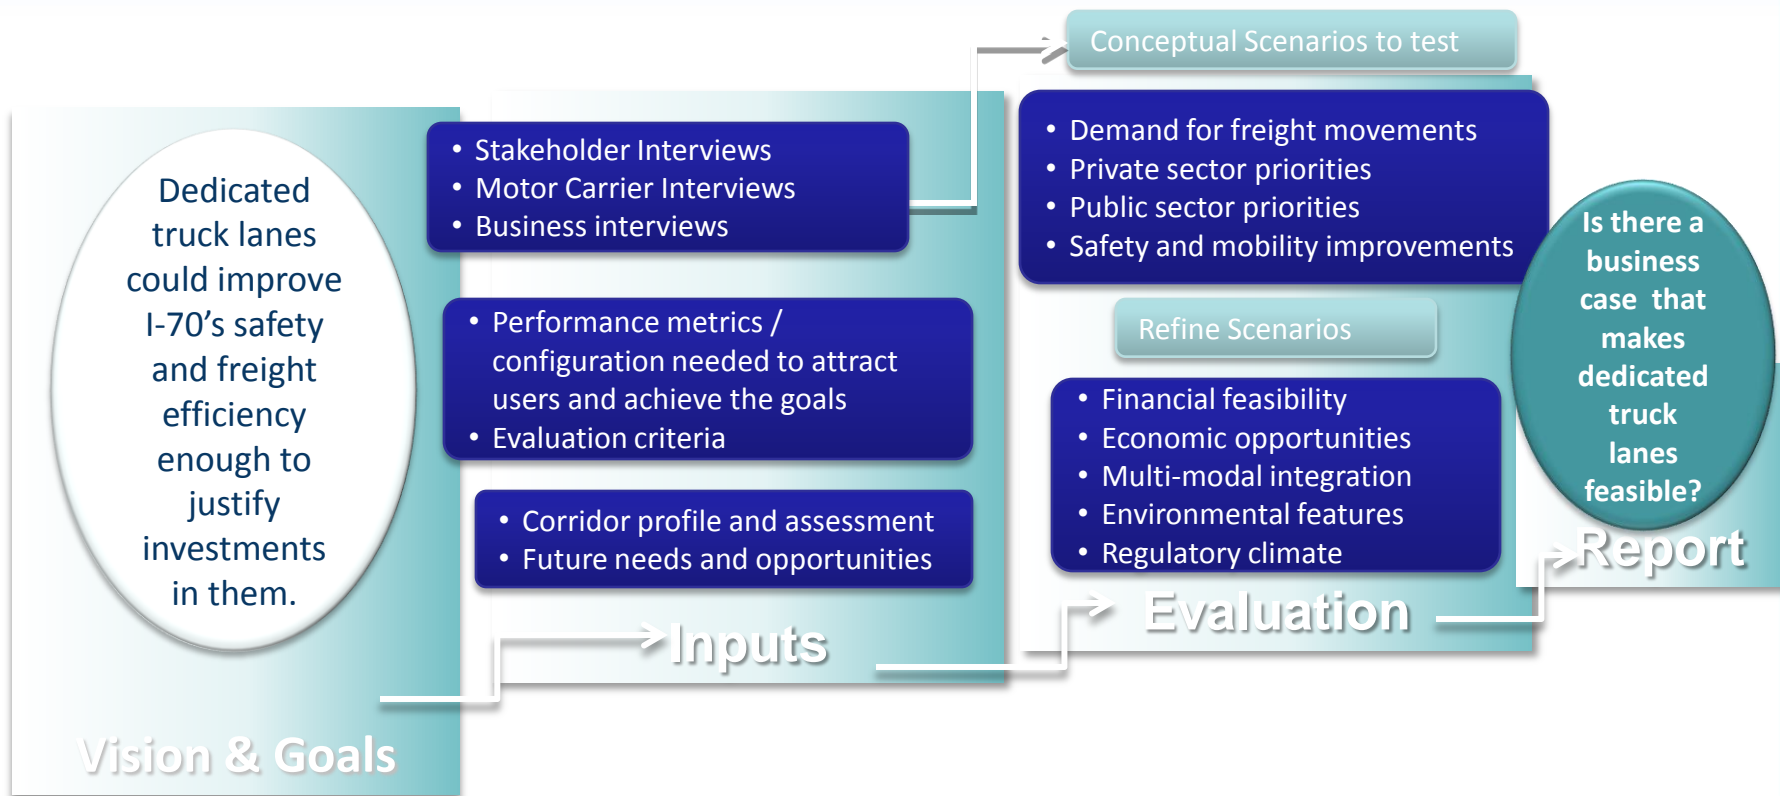 Dedicated
truck lanes
could improve
I-70's safety
and freight
efficiency
enough to
justify
investments
in them.
Vision & Goals
• Stakeholder Interviews
• Motor Carrier Interviews
• Business interviews
• Performance metrics /
configuration needed to attract
users and achieve the goals
• Evaluation criteria
• Corridor profile and assessment
• Future needs and opportunities
Inputs
Conceptual Scenarios to test
• Demand for freight movements
• Private sector priorities
• Public sector priorities
• Safety and mobility improvements
Refine Scenarios
• Financial feasibility
• Economic opportunities
• Multi-modal integration
• Environmental features
• Regulatory climate
Evaluation
Is there a
business
case that
makes
dedicated
truck
lanes
feasible?
Report